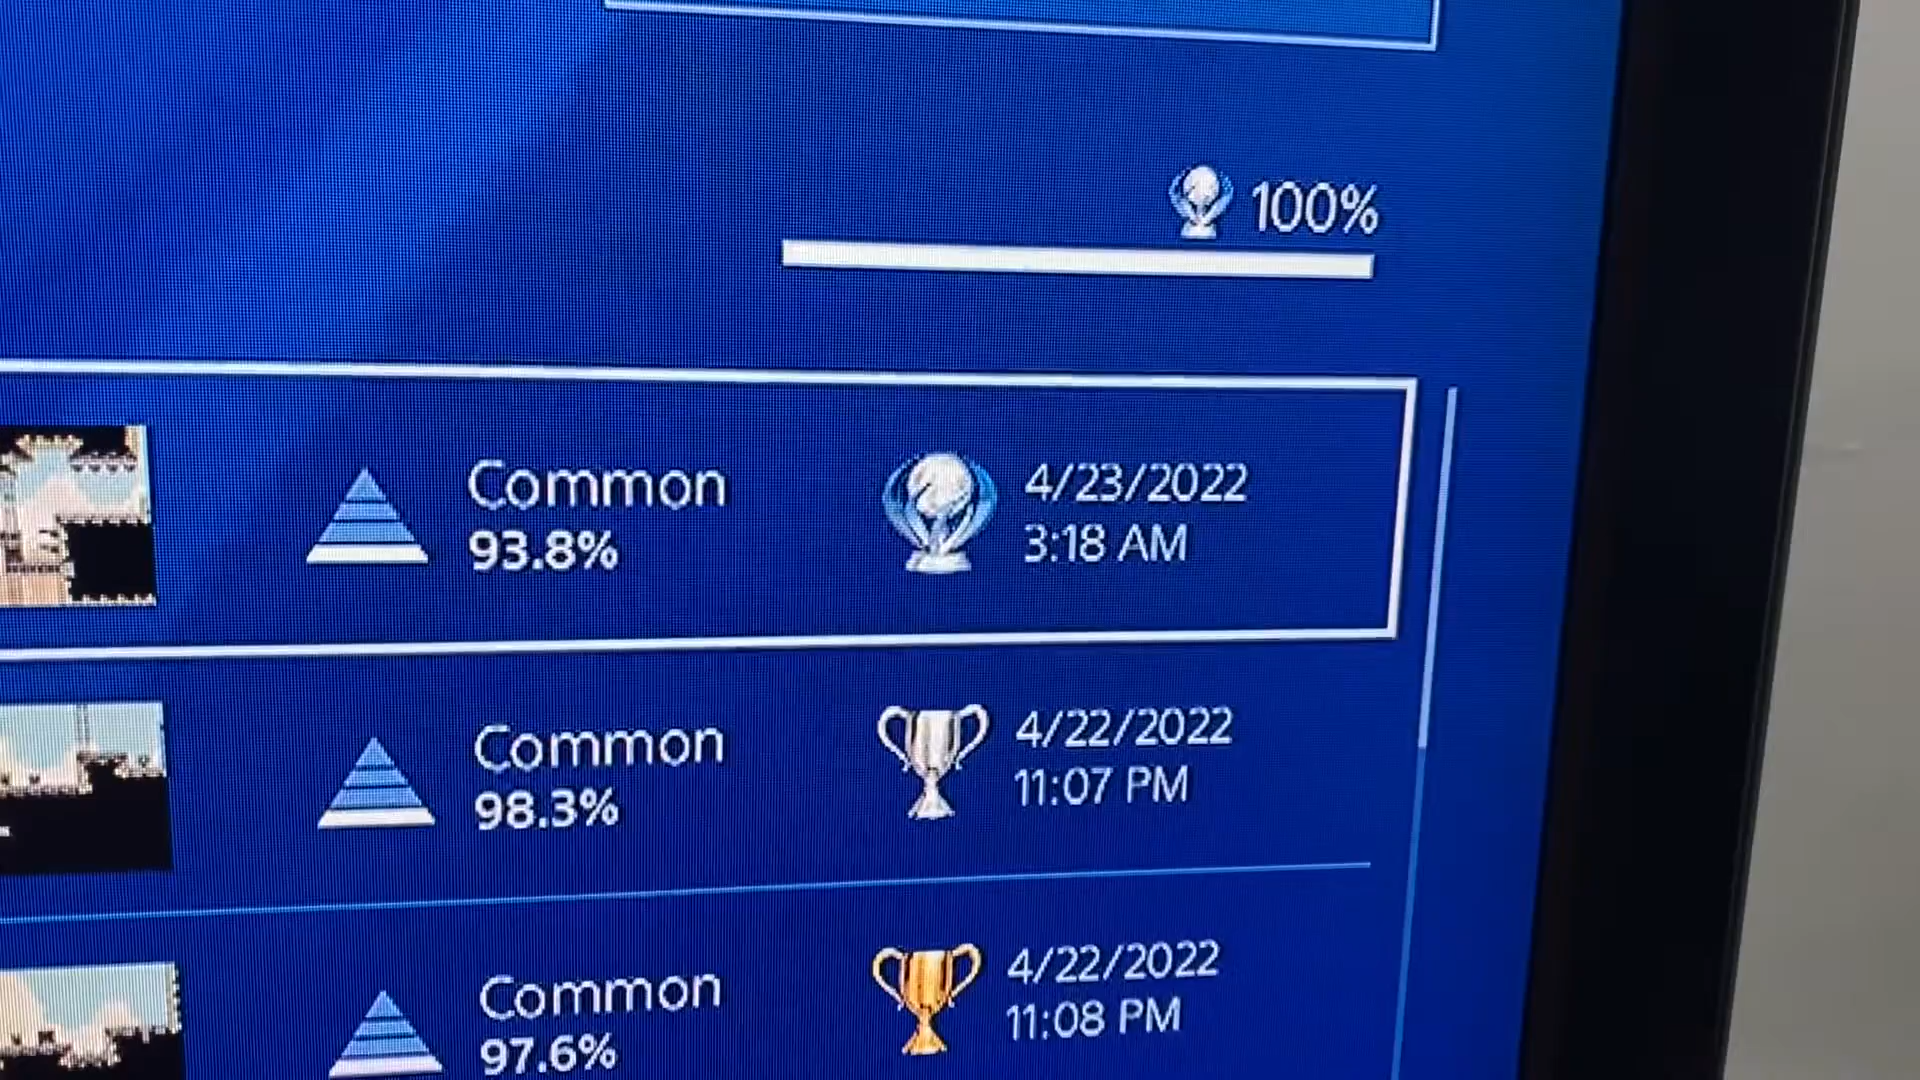 100%
Common
93.8%
4/23/2022
3:18 AM
Common
98.3%
4/22/2022
11:07 PM
Common
97.6%
4/22/2022
11:08 PM